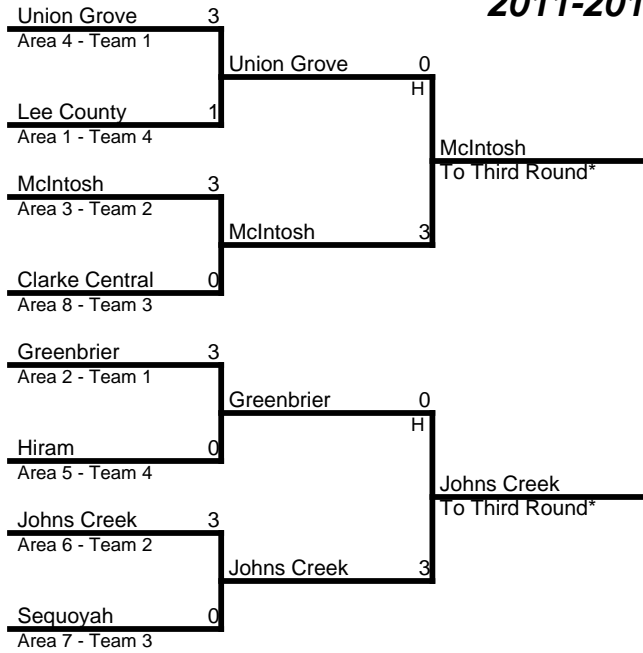 2011-201
Union Grove 3
Area 4 - Team 1
Union Grove 0
H
Lee County 1
Area 1 - Team 4
McIntosh
To Third Round*
McIntosh 3
Area 3 - Team 2
McIntosh 3
Clarke Central 0
Area 8 - Team 3
Greenbrier 3
Area 2 - Team 1
Greenbrier 0
H
Hiram 0
Area 5 - Team 4
Johns Creek
To Third Round*
Johns Creek 3
Area 6 - Team 2
Johns Creek 3
Sequoyah 0
Area 7 - Team 3